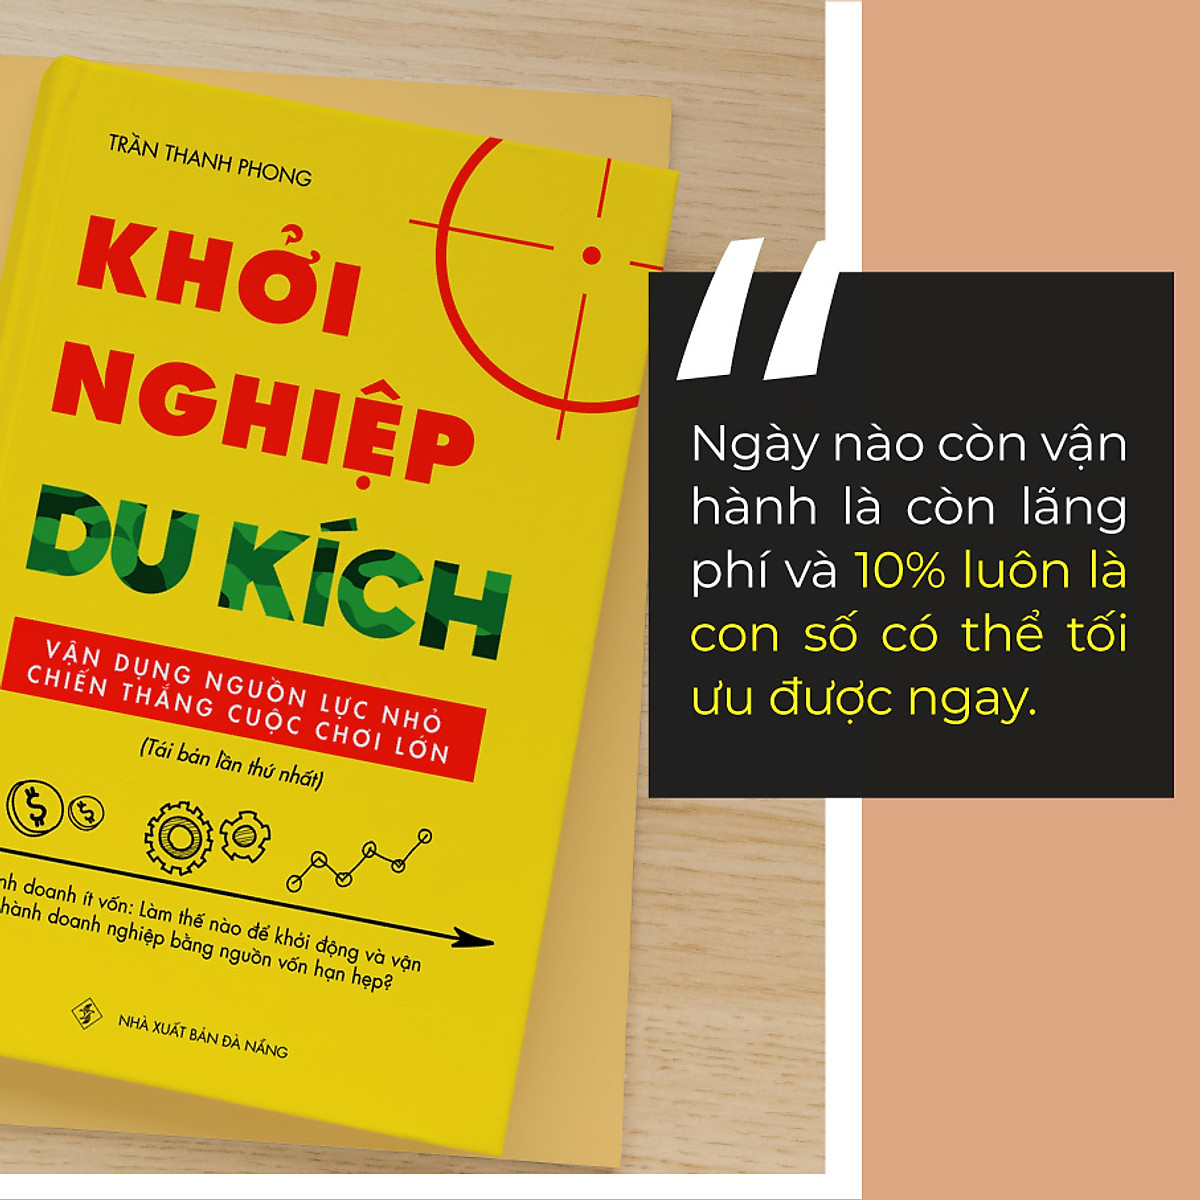 TRẦN THANH PHONG
KHỞI
NGHIỆP
DU KÍCH
VẬN DỤNG NGUỒN LỰC NHỎ
CHIẾN THẮNG CUỘC CHƠI LỚN
(Tái bản lần thứ nhất)
doanh ít vốn: Làm thế nào để khởi động và vận
hành doanh nghiệp bằng nguồn vốn hạn hẹp?
NHÀ XUẤT BẢN ĐÀ NẴNG
Ngày nào còn vận
hành là còn lãng
phí và 10% luôn là
con số có thể tối
ưu được ngay.